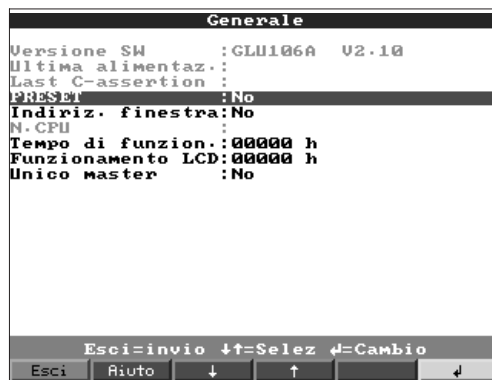 Generale
Versione SW :GLU106A V2.10
Ultima alimentaz.:
Last C-assertion :
PRESET :No
Indiriz. finestra:No
N.CPU :
Tempo di funzion.:00000 h
Funzionamento LCD:00000 h
Unico master :No
Esci=invio ↓↑=Selez ↲=Cambio
Esci Aiuto ↓ ↑ ↲